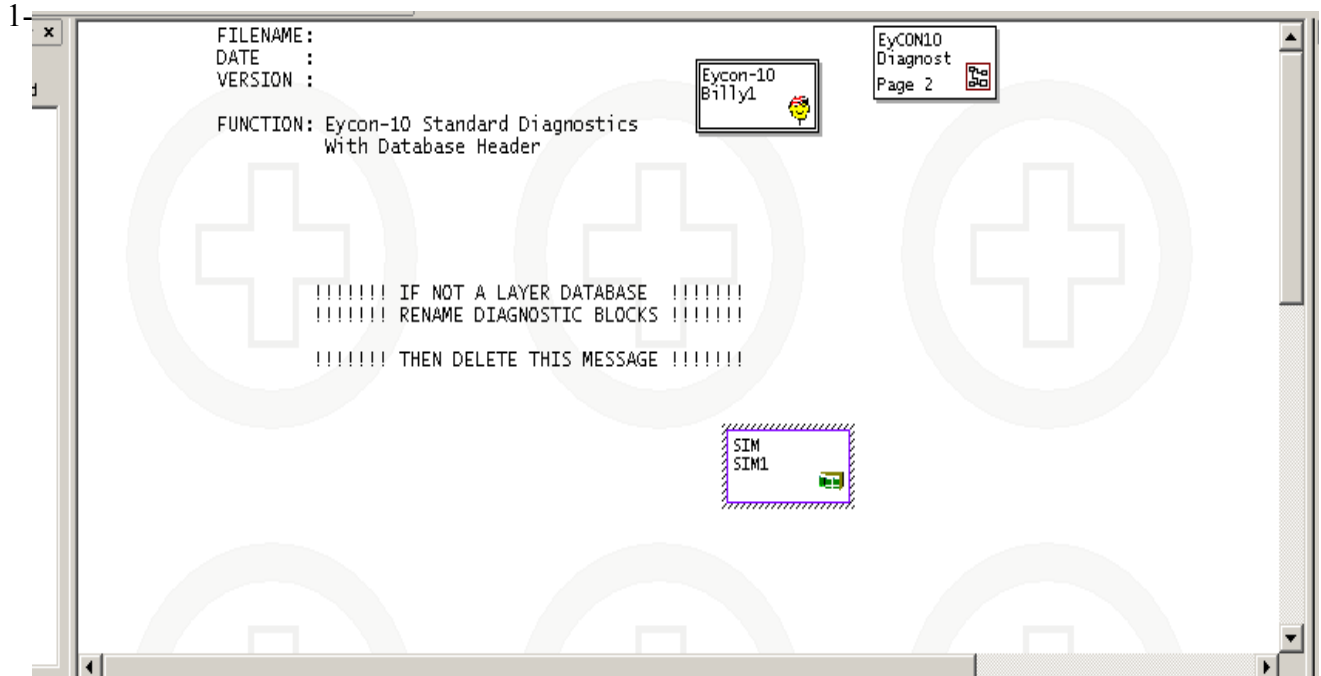 1-
FILENAME:
DATE :
VERSION :
FUNCTION: Eycon-10 Standard Diagnostics
With Database Header
Eycon-10
Billy1
EyCON10
Diagnost
Page 2
!!!!!!! IF NOT A LAYER DATABASE !!!!!!!
!!!!!!! RENAME DIAGNOSTIC BLOCKS !!!!!!!
!!!!!!! THEN DELETE THIS MESSAGE !!!!!!!
SIM
SIM1